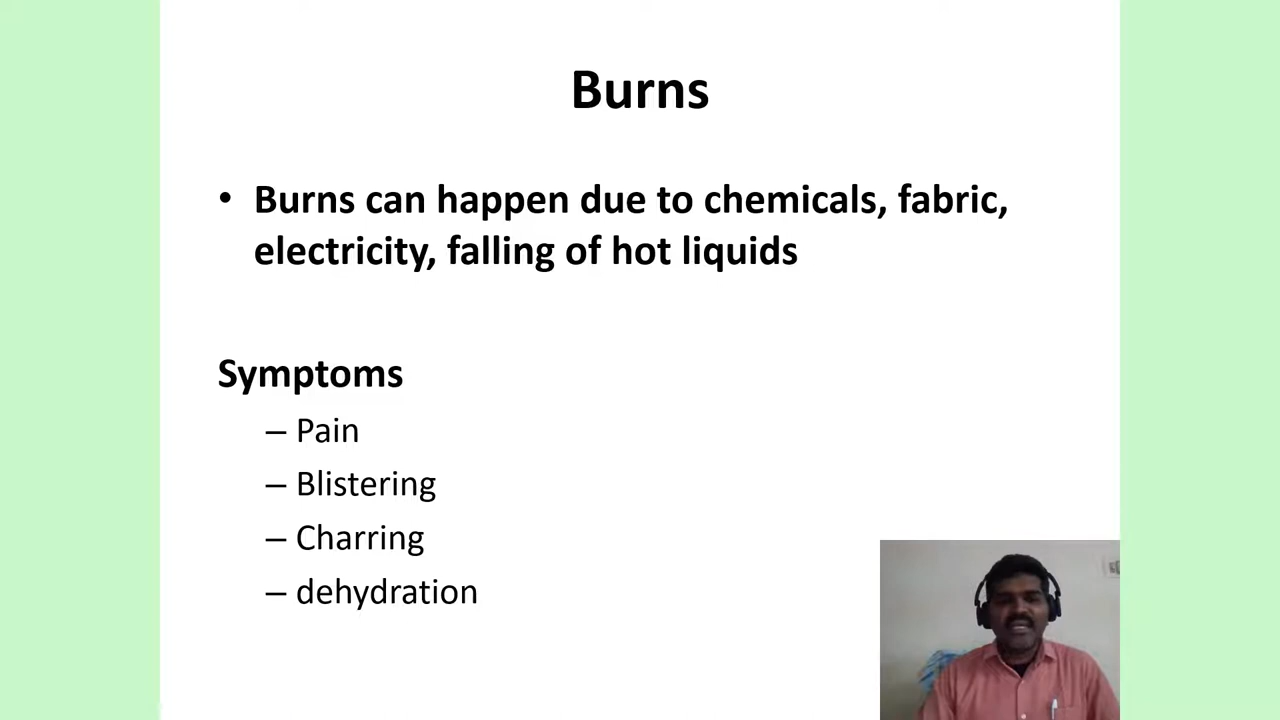 Burns
• Burns can happen due to chemicals, fabric,
electricity, falling of hot liquids
Symptoms
– Pain
– Blistering
– Charring
– dehydration